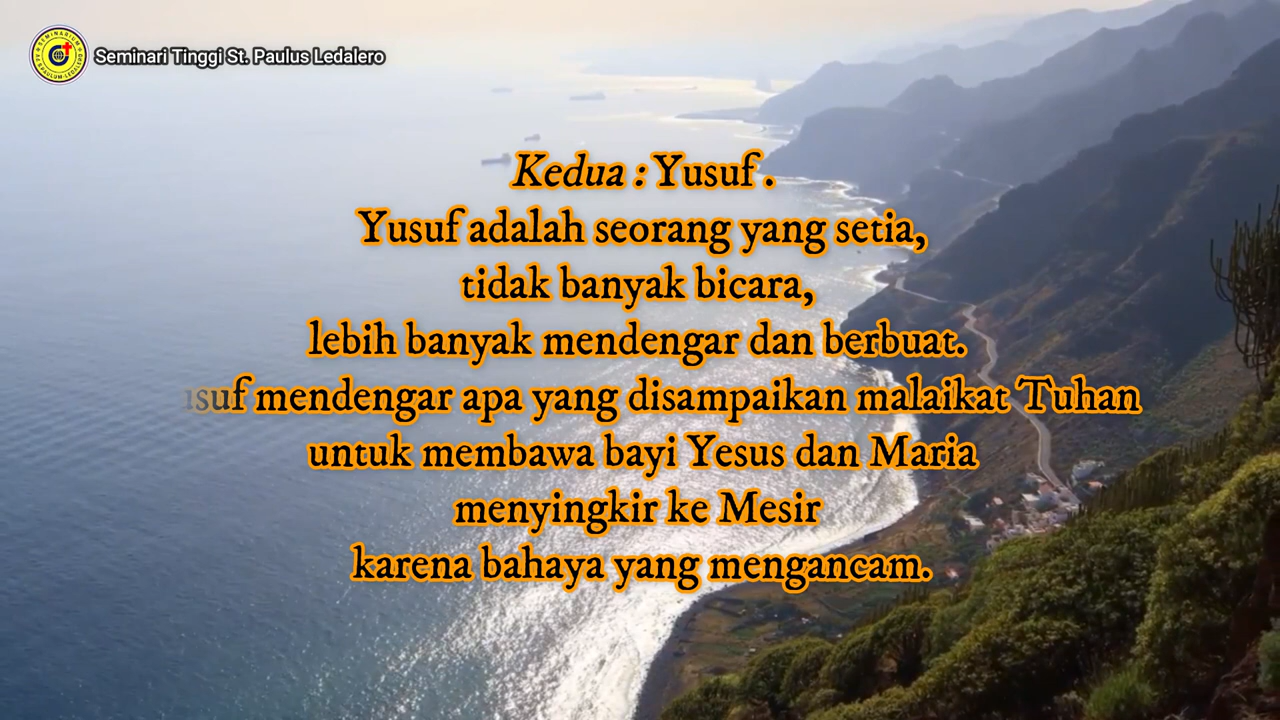 Seminari Tinggi St. Paulus Ledalero
Kedua : Yusuf .
Yusuf adalah seorang yang setia,
tidak banyak bicara,
lebih banyak mendengar dan berbuat.
mendengar apa yang disampaikan malaikat Tuhan
untuk membawa bayi Yesus dan Maria
menyingkir ke Mesir
karena bahaya yang mengancam.